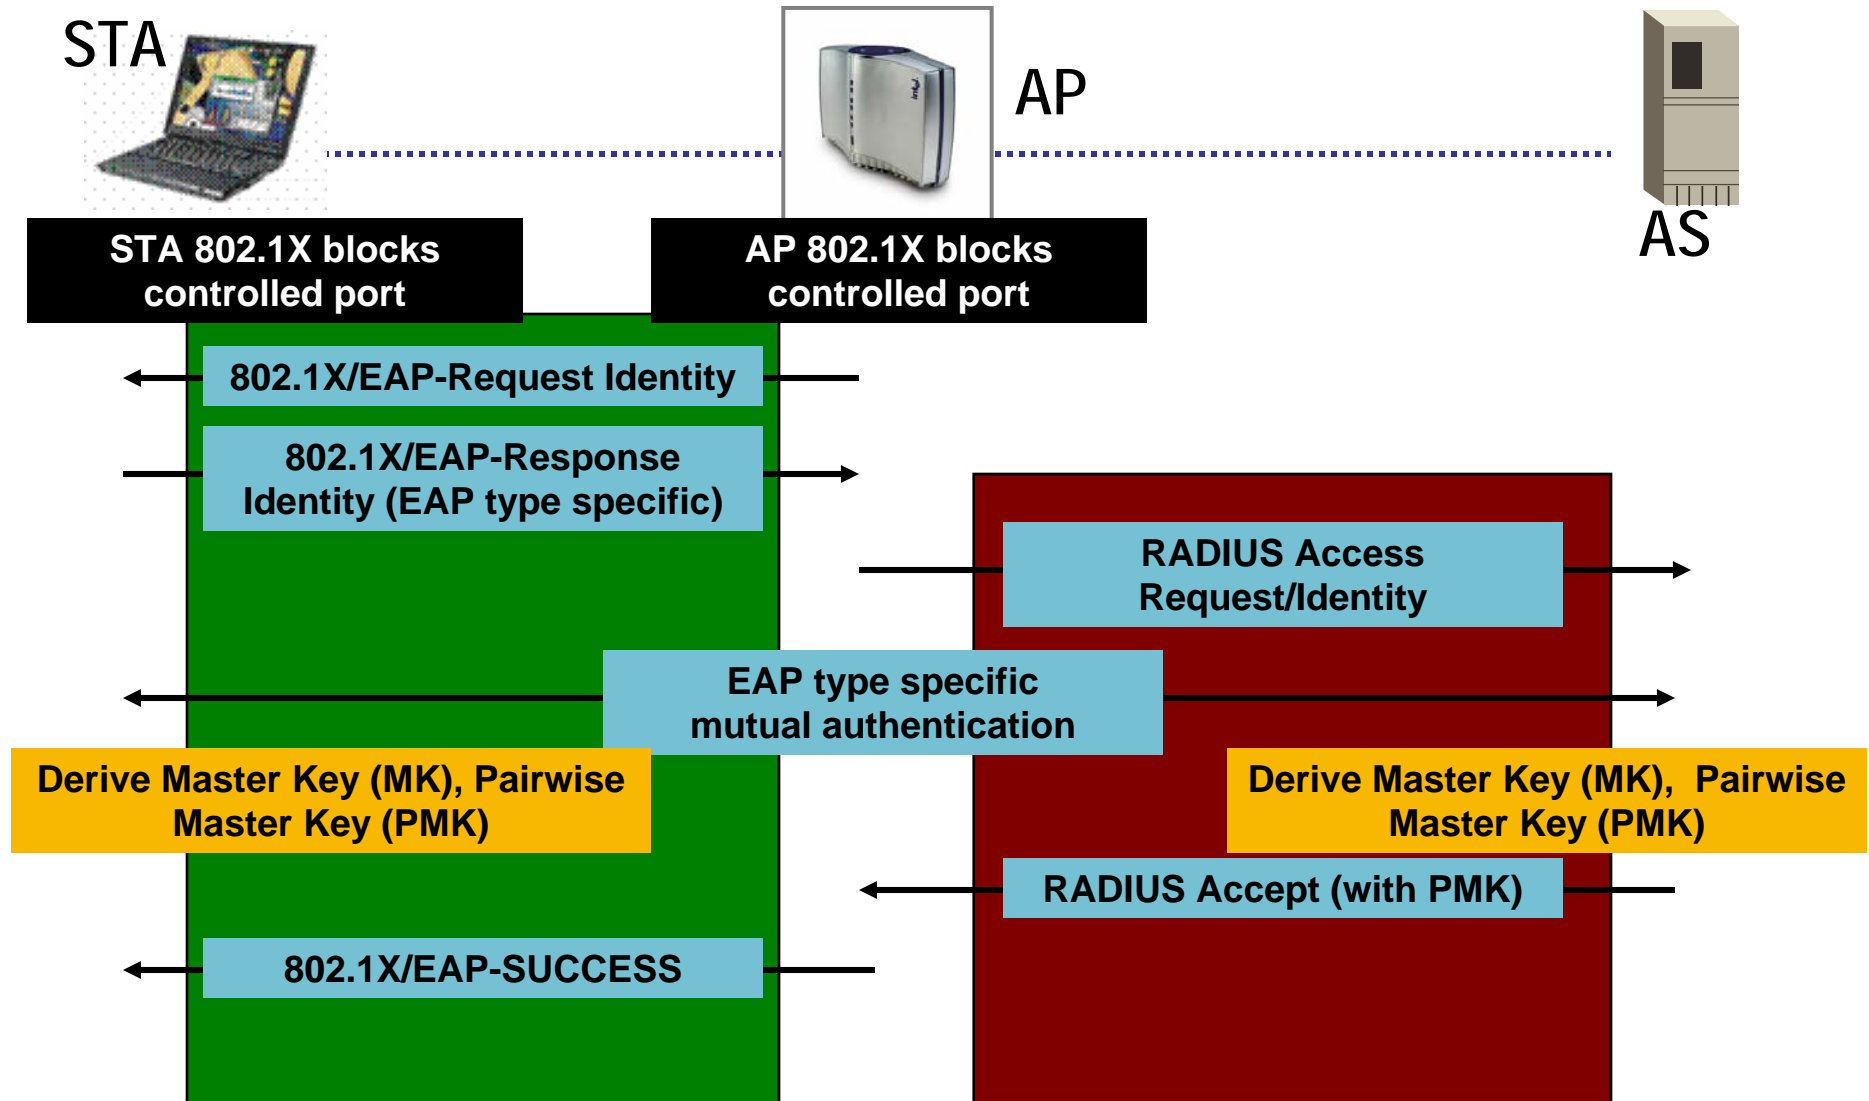 STA
AP
AS
intel
STA 802.1X blocks
controlled port
AP 802.1X blocks
controlled port
802.1X/EAP-Request Identity
802.1X/EAP-Response
Identity (EAP type specific)
RADIUS Access
Request/Identity
EAP type specific
mutual authentication
Derive Master Key (MK), Pairwise
Master Key (PMK)
Derive Master Key (MK),  Pairwise
Master Key (PMK)
RADIUS Accept (with PMK)
802.1X/EAP-SUCCESS